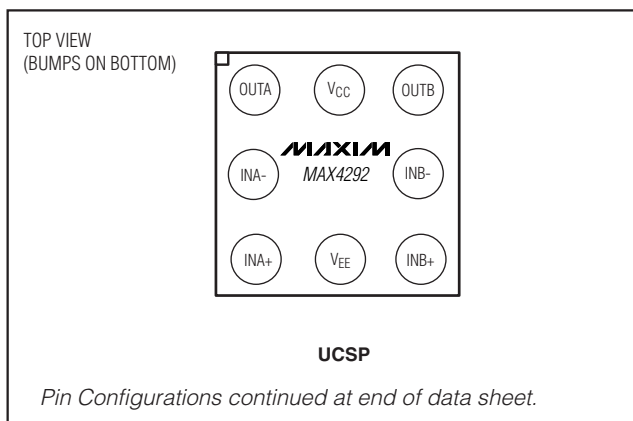 TOP VIEW
(BUMPS ON BOTTOM)
OUTA VCC OUTB
MAXIM
INA- MAX4292 INB-
INA+ VEE INB+
UCSP
Pin Configurations continued at end of data sheet.